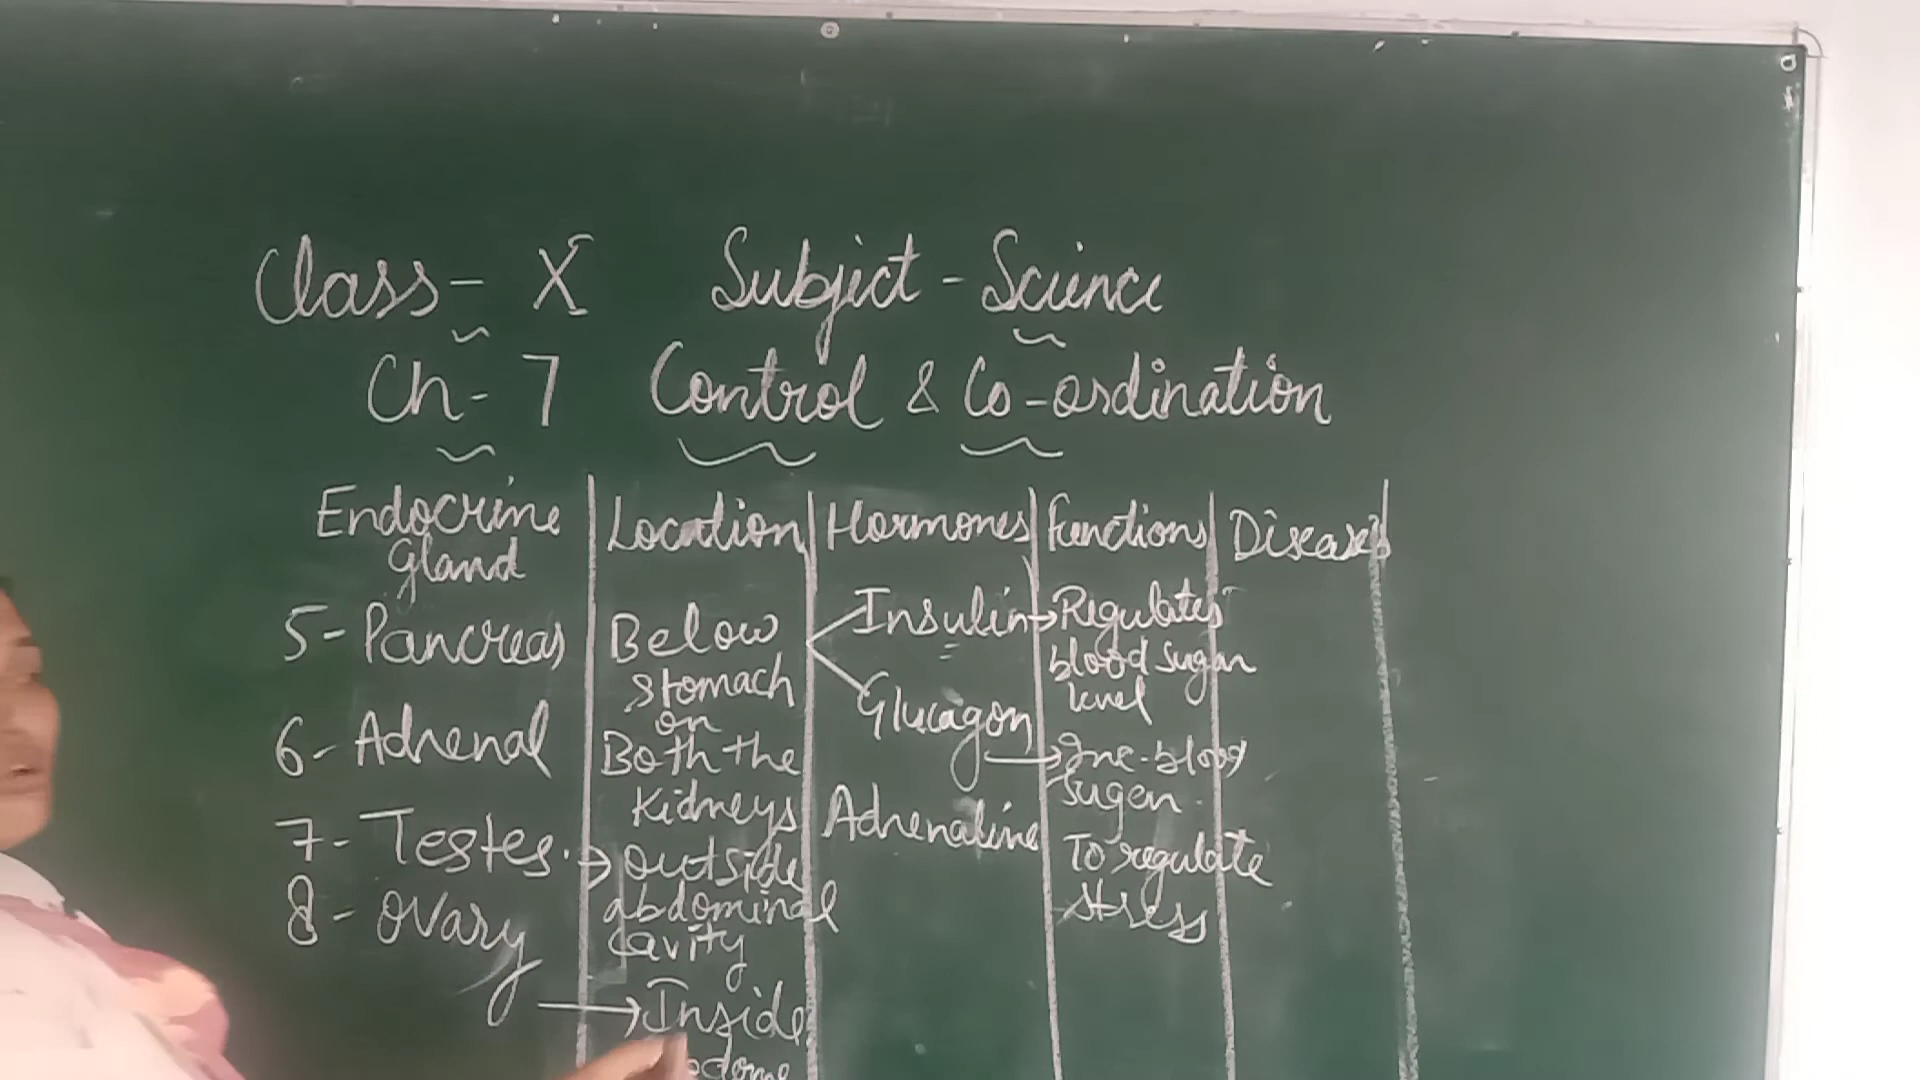 Class - X Subject - Science
Ch - 7 Control & Co-ordination
Endocrine Gland
Location
Hormones
Functions
Diseases
5 - Pancreas
Below
stomach
Insulin → Regulates
blood sugar
level
Glucagon → Inc. blood
sugar.
6 - Adrenal
on
Both the
kidneys
Adrenaline
To regulate
stress
7 - Testes. → outside
abdominal
cavity
8 - Ovary → Inside